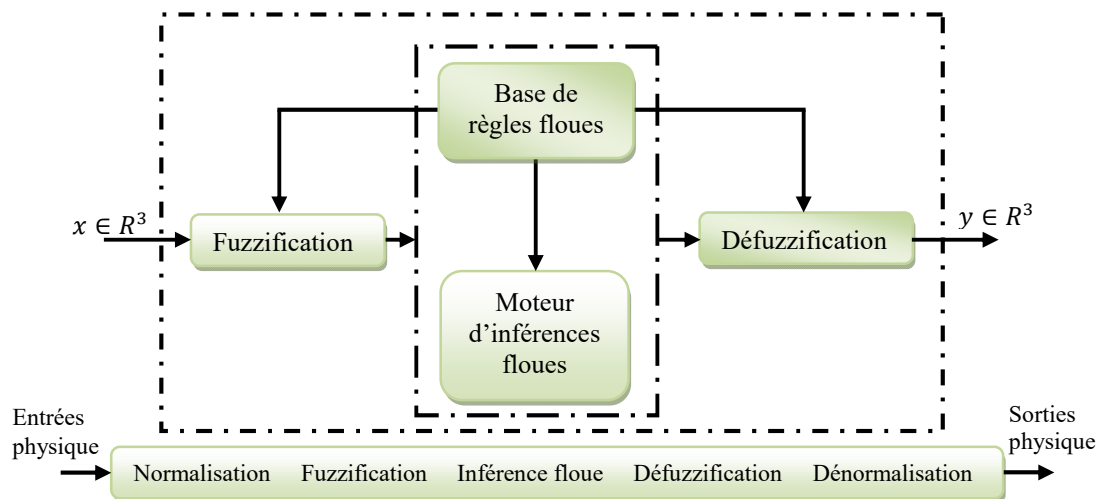 Base de
règles floues
x ∈ R³
Fuzzification
Défuzzification
y ∈ R³
Moteur
d’inférences
floues
Entrées
physique
Sorties
physique
Normalisation Fuzzification Inférence floue Défuzzification Dénormalisation